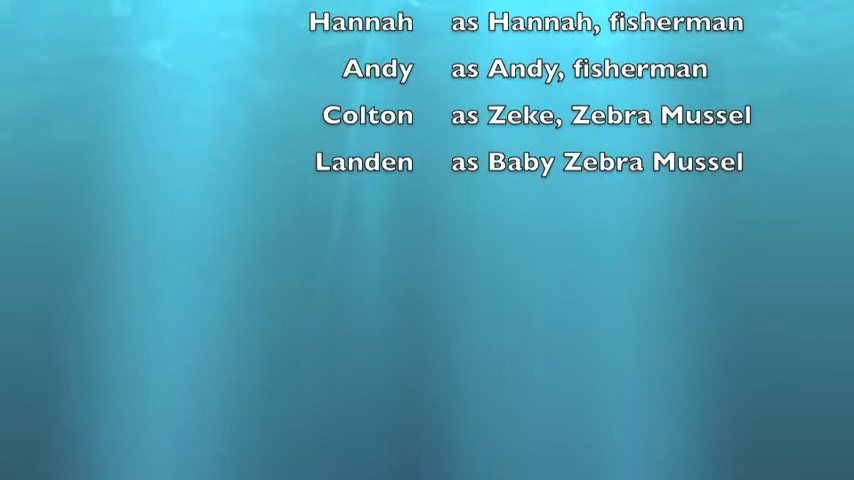 Hannah as Hannah, fisherman
Andy as Andy, fisherman
Colton as Zeke, Zebra Mussel
Landen as Baby Zebra Mussel